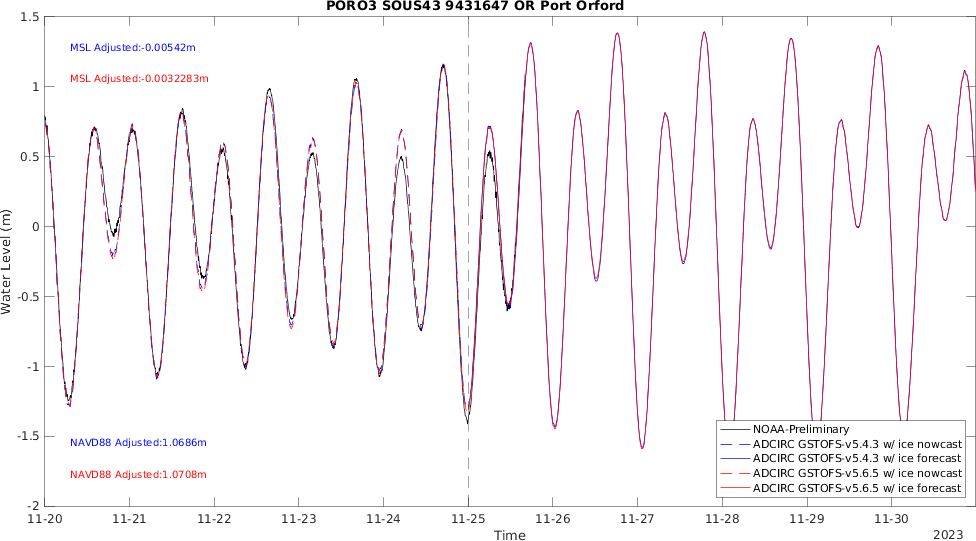 PORO3 SOUS43 9431647 OR Port Orford
1.5
MSL Adjusted:-0.00542m
MSL Adjusted:-0.0032283m
1
0.5
0
Water Level (m)
-0.5
-1
-1.5
NAVD88 Adjusted:1.0686m
NAVD88 Adjusted:1.0708m
-2
NOAA-Preliminary
ADCIRC GSTOFS-v5.4.3 w/ ice nowcast
ADCIRC GSTOFS-v5.4.3 w/ ice forecast
ADCIRC GSTOFS-v5.6.5 w/ ice nowcast
ADCIRC GSTOFS-v5.6.5 w/ ice forecast
11-20 11-21 11-22 11-23 11-24 11-25 11-26 11-27 11-28 11-29 11-30
Time
2023